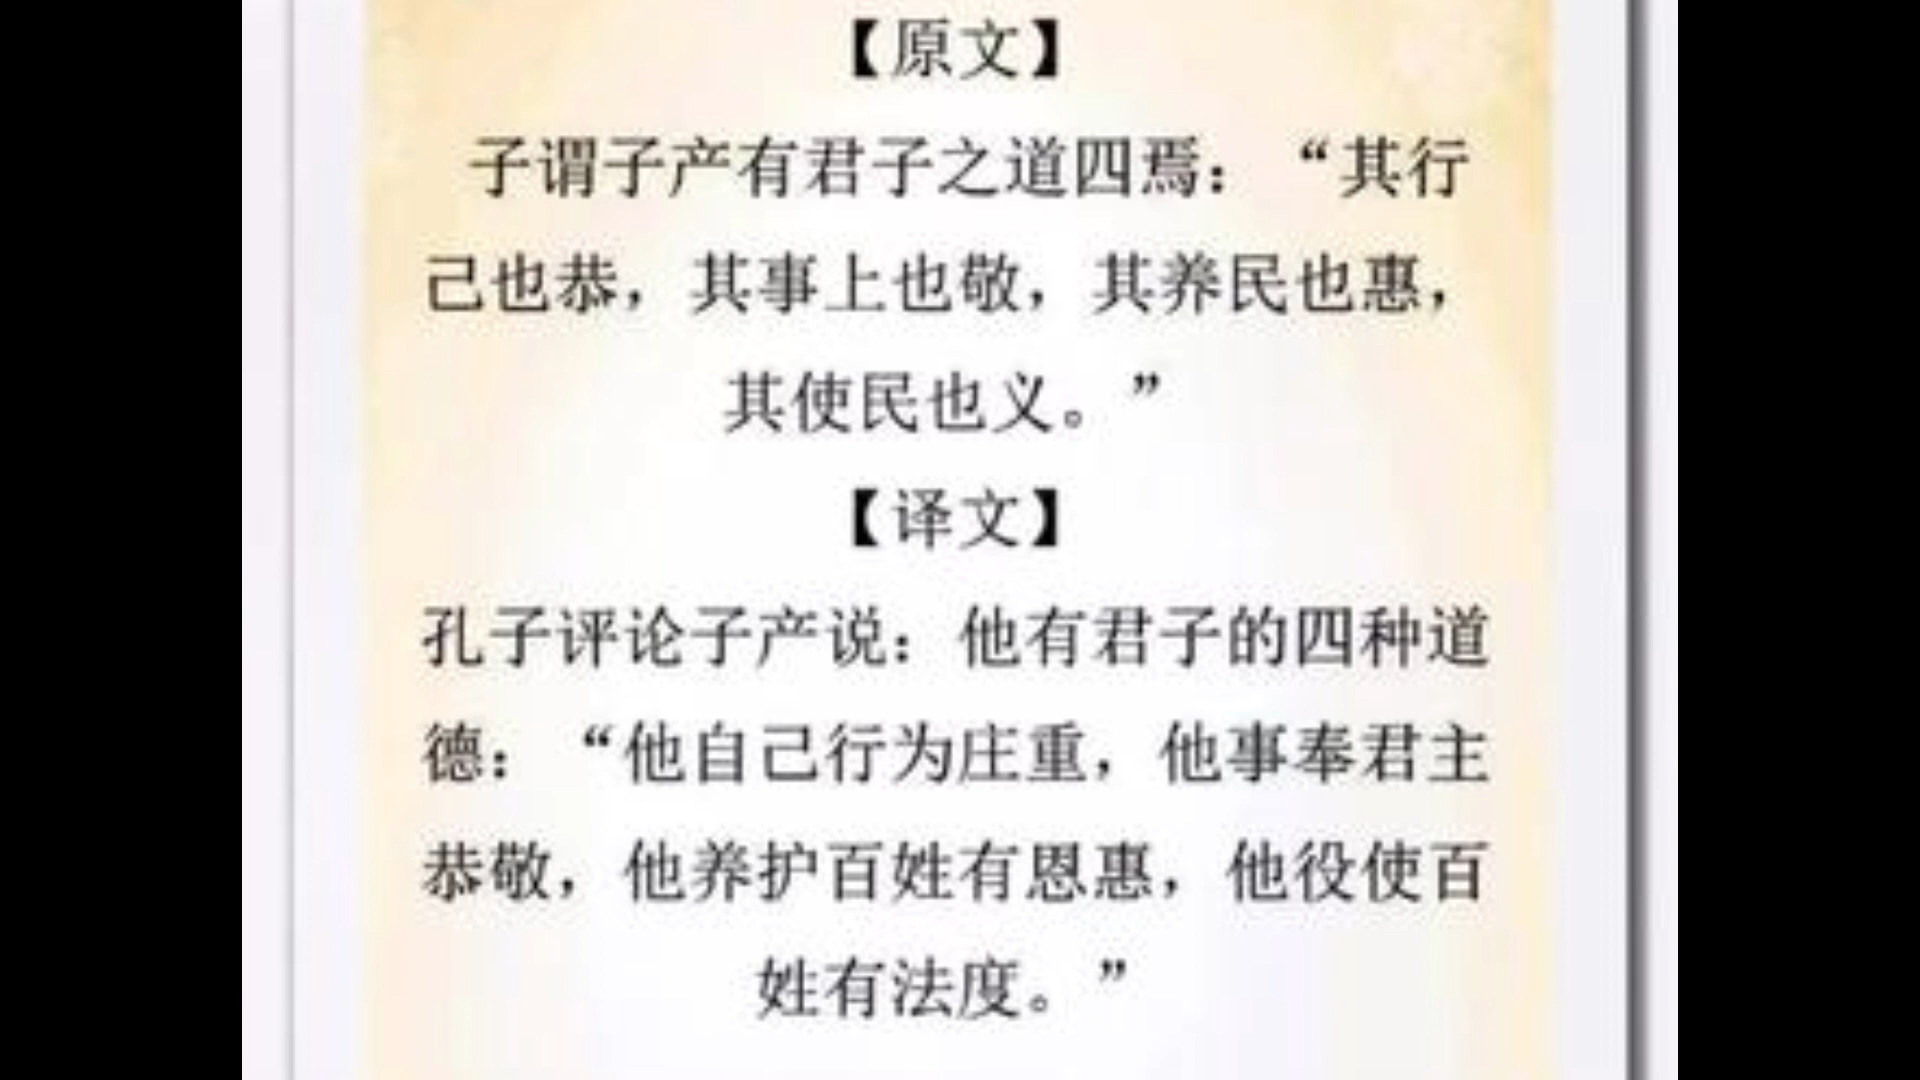 【原文】
子谓子产有君子之道四焉：“其行
己也恭，其事上也敬，其养民也惠，
其使民也义。”
【译文】
孔子评论子产说：他有君子的四种道
德：“他自己行为庄重，他事奉君主
恭敬，他养护百姓有恩惠，他役使百
姓有法度。”